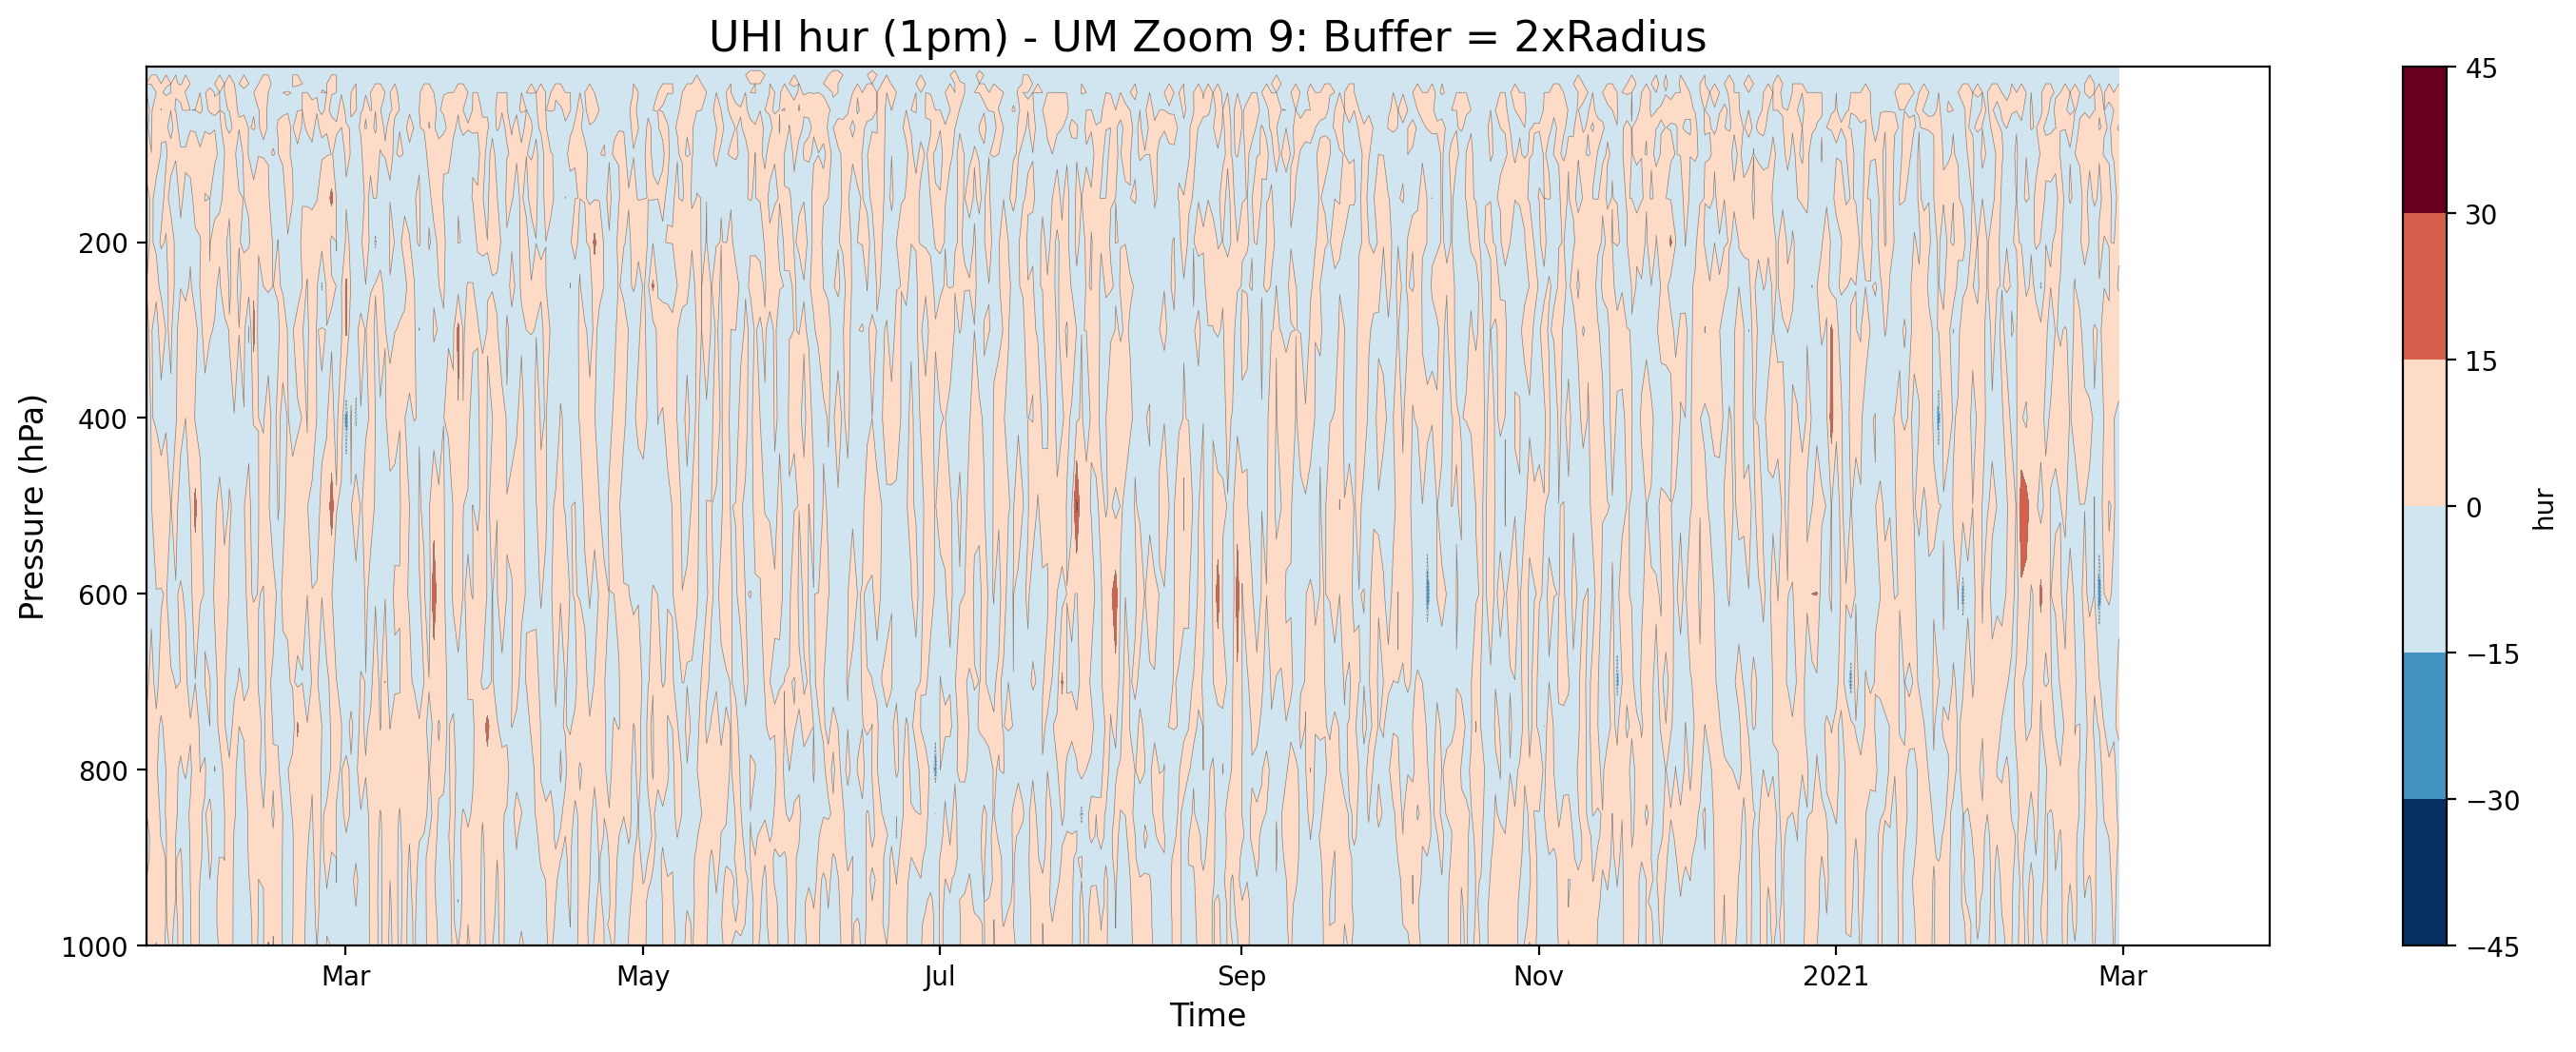 UHI hur (1pm) - UM Zoom 9: Buffer = 2xRadius
Pressure (hPa)
200
400
600
800
1000
Mar
May
Jul
Sep
Nov
2021
Mar
Time
45
30
15
0
−15
−30
−45
hur